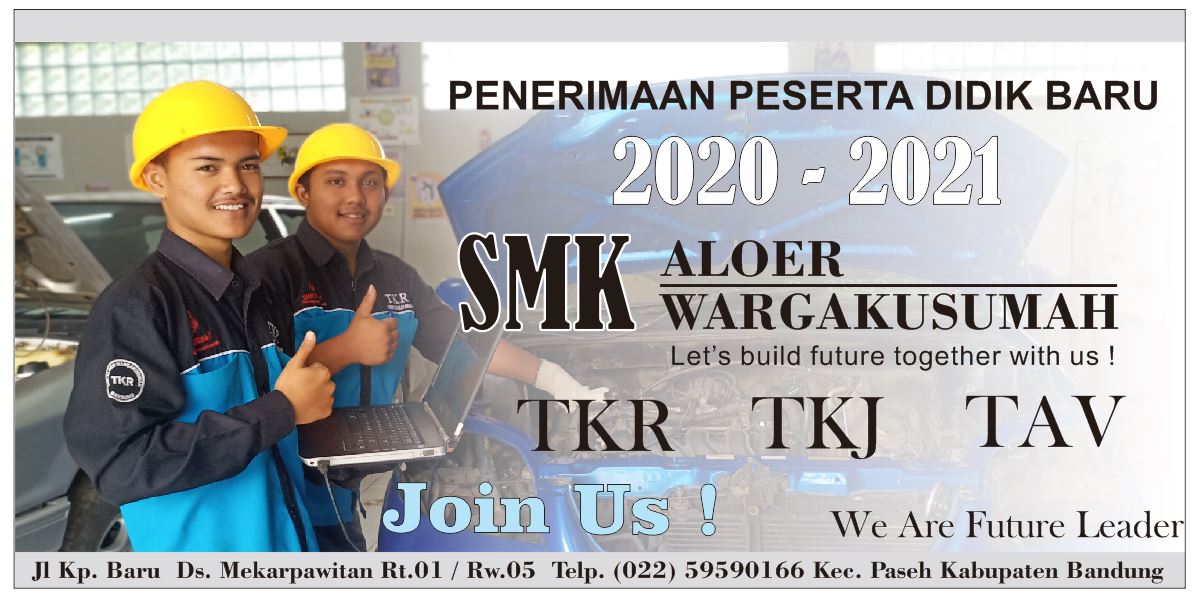 PENERIMAAN PESERTA DIDIK BARU
2020 - 2021
SMK ALOER
WARGAKUSUMAH
Let's build future together with us !
TKR TKJ TAV
TKR
TKR
Join Us !
We Are Future Leader
Jl Kp. Baru Ds. Mekarpawitan Rt.01 / Rw.05 Telp. (022) 59590166 Kec. Paseh Kabupaten Bandung